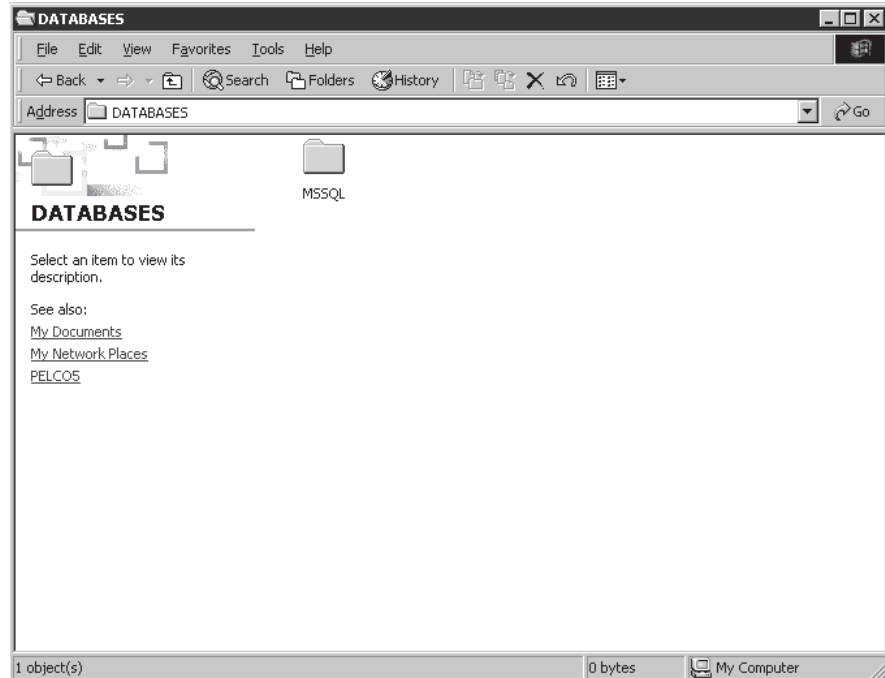 DATABASES
File Edit View Favorites Tools Help
Back Search Folders History
Address DATABASES Go
MSSQL
DATABASES
Select an item to view its
description.
See also:
My Documents
My Network Places
PELCO5
1 object(s) 0 bytes My Computer